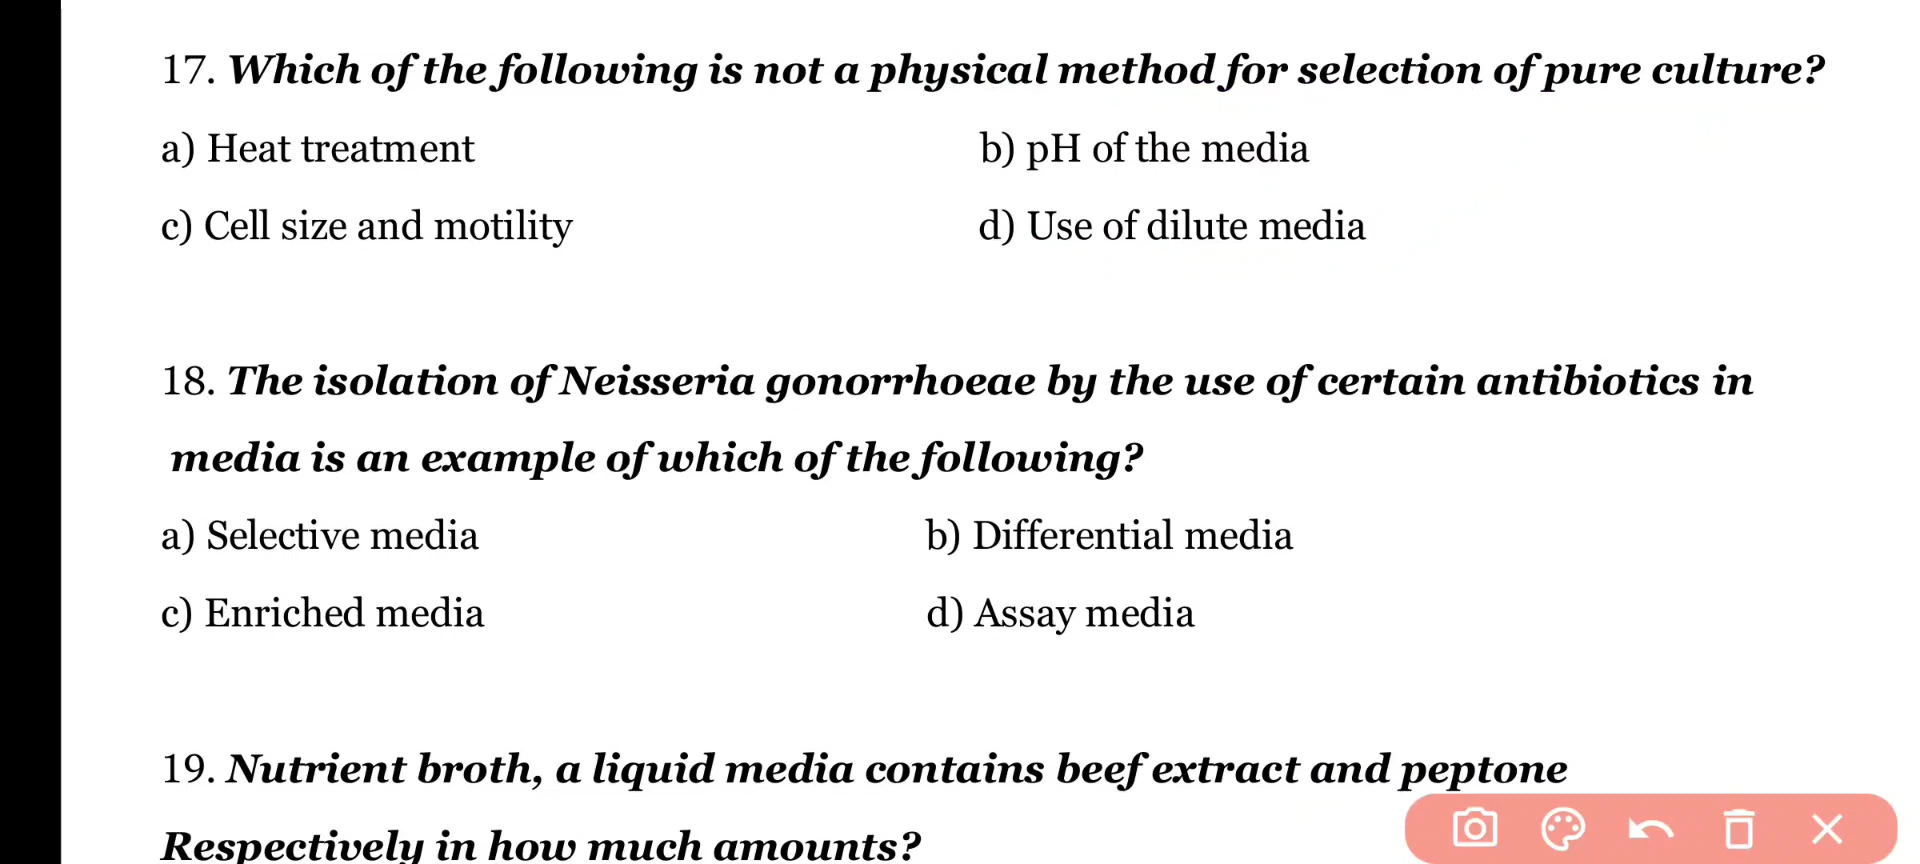 17. Which of the following is not a physical method for selection of pure culture?
a) Heat treatment
b) pH of the media
c) Cell size and motility
d) Use of dilute media
18. The isolation of Neisseria gonorrhoeae by the use of certain antibiotics in
media is an example of which of the following?
a) Selective media
b) Differential media
c) Enriched media
d) Assay media
19. Nutrient broth, a liquid media contains beef extract and peptone
Respectively in how much amounts?